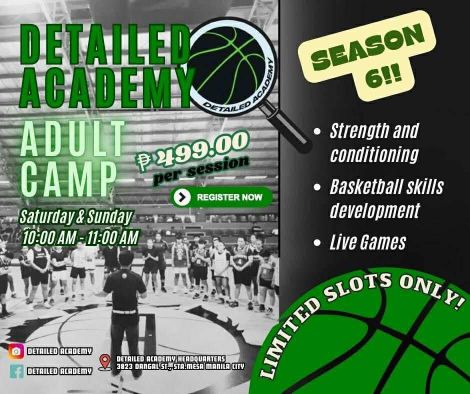 DETAILED
ACADEMY
DETAILED ACADEMY
SEASON
6!!
ADULT
CAMP
₱ 499.00
per session
REGISTER NOW
Saturday & Sunday
10:00 AM - 11:00 AM
• Strength and
conditioning
• Basketball skills
development
• Live Games
LIMITED SLOTS ONLY!
DETAILED ACADEMY
DETAILED ACADEMY
DETAILED ACADEMY HEADQUARTERS
3823 DANGAL ST., STA.MESA MANILA CITY